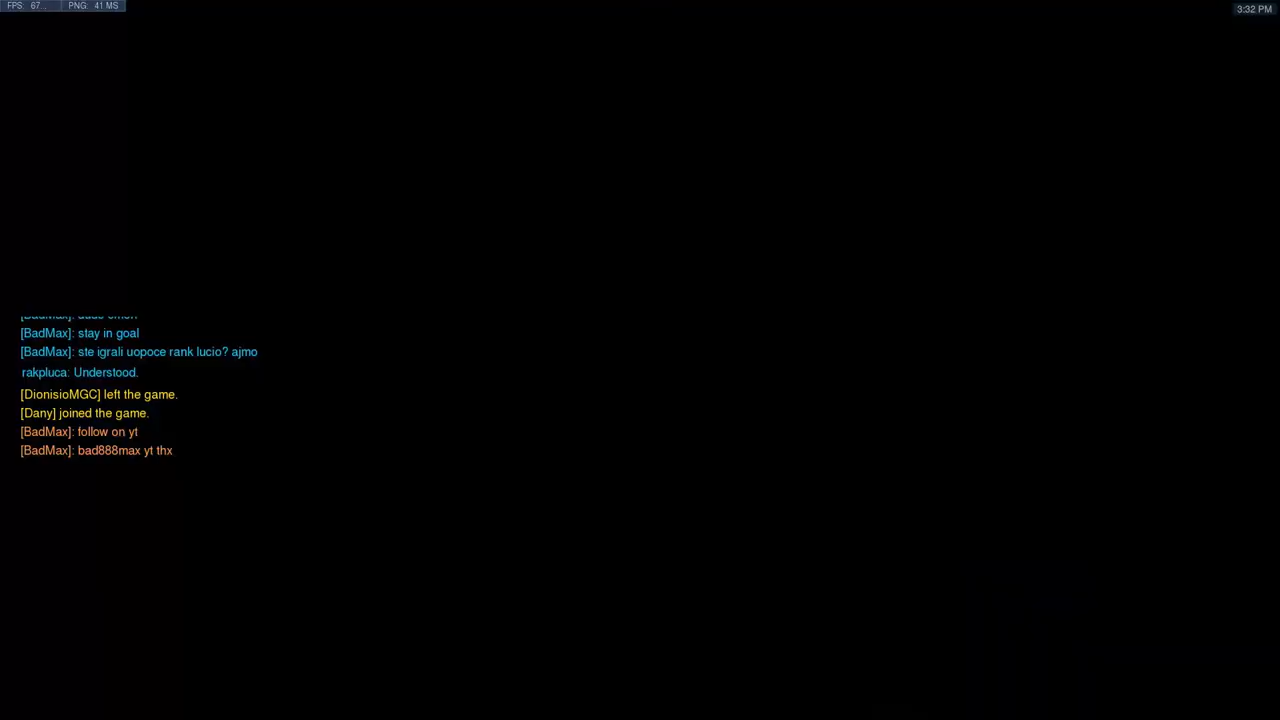 FPS: 67... PNG: 41 MS
3:32 PM
[BadMax]:
[BadMax]: stay in goal
[BadMax]: ste igrali uopoce rank lucio? ajmo
rakpluca: Understood.
[DionisioMGC] left the game.
[Dany] joined the game.
[BadMax]: follow on yt
[BadMax]: bad888max yt thx